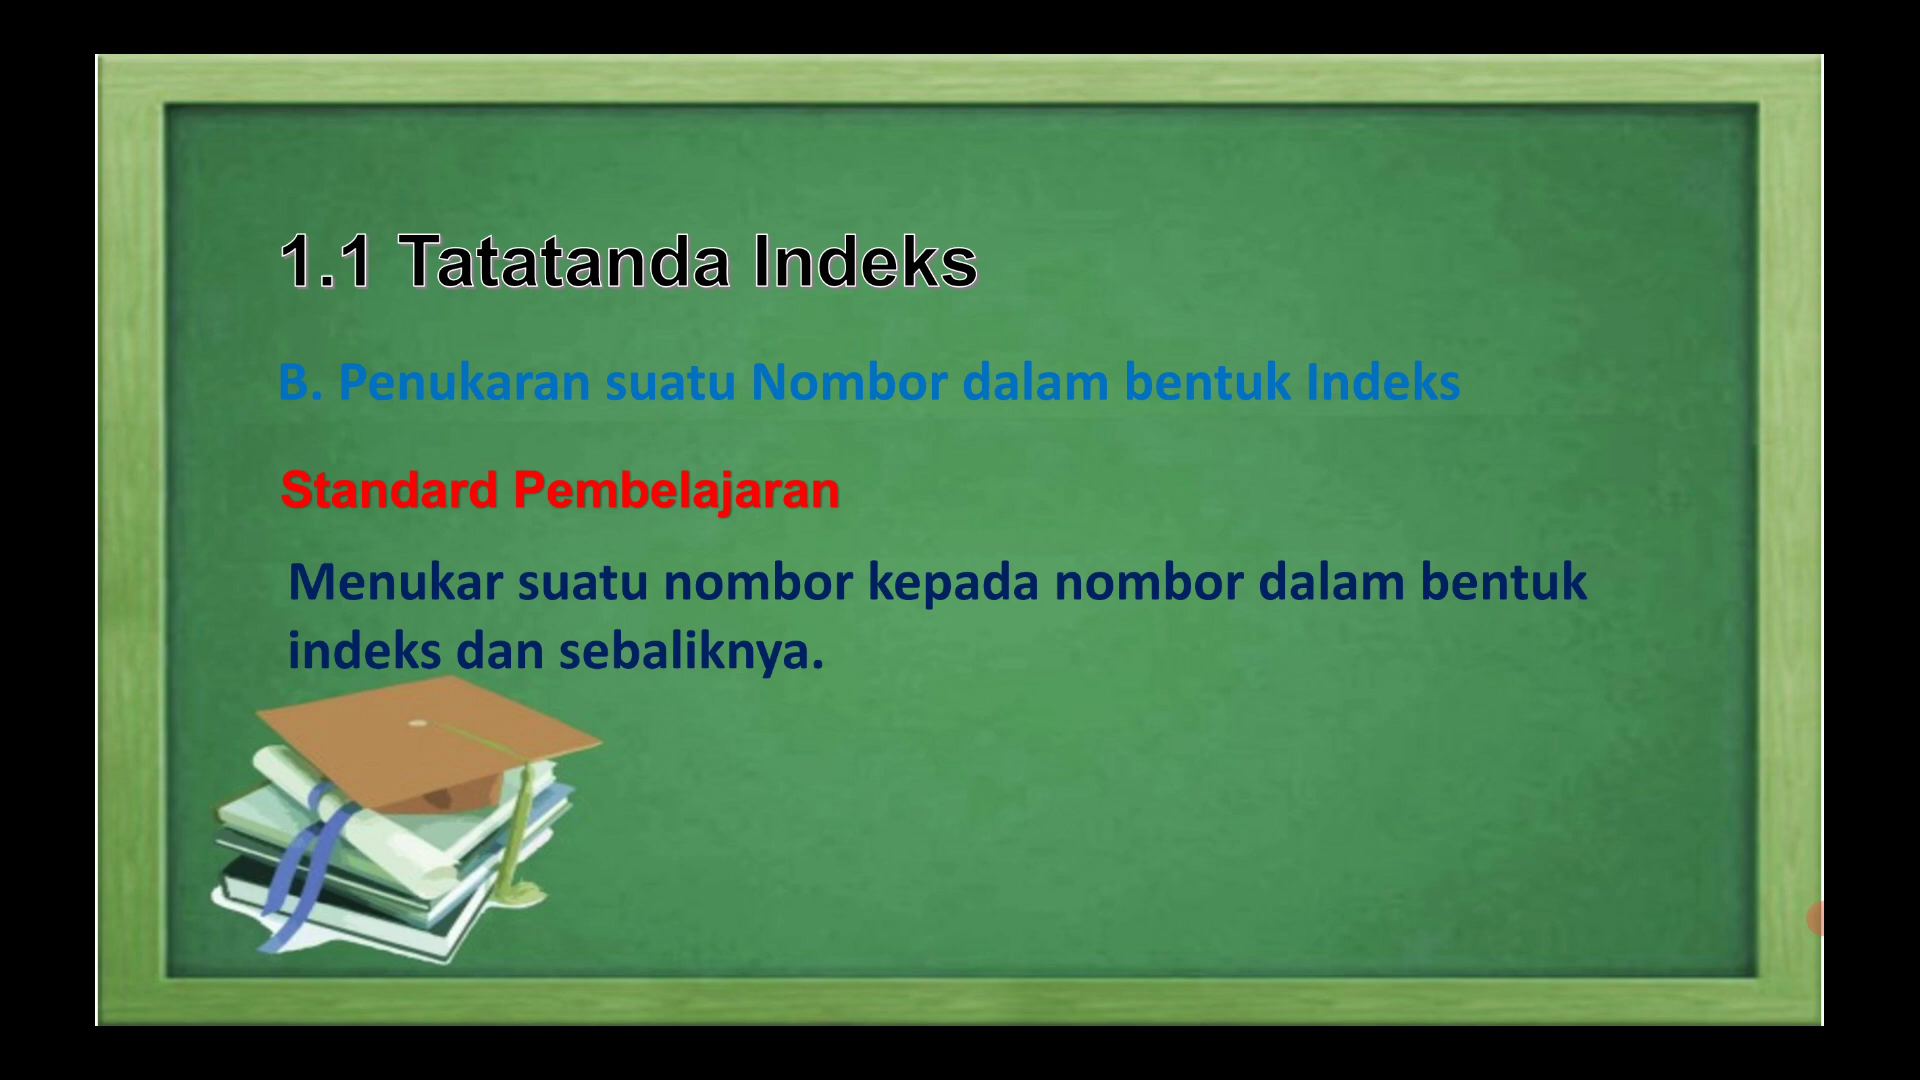 1.1 Tatatanda Indeks
B. Penukaran suatu Nombor dalam bentuk Indeks
Standard Pembelajaran
Menukar suatu nombor kepada nombor dalam bentuk
indeks dan sebaliknya.